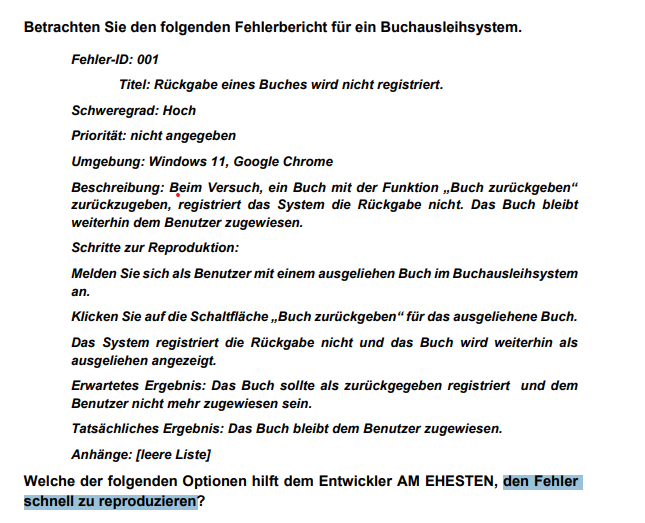 Betrachten Sie den folgenden Fehlerbericht für ein Buchausleihsystem.
Fehler-ID: 001
Titel: Rückgabe eines Buches wird nicht registriert.
Schweregrad: Hoch
Priorität: nicht angegeben
Umgebung: Windows 11, Google Chrome
Beschreibung: Beim Versuch, ein Buch mit der Funktion „Buch zurückgeben“
zurückzugeben, registriert das System die Rückgabe nicht. Das Buch bleibt
weiterhin dem Benutzer zugewiesen.
Schritte zur Reproduktion:
Melden Sie sich als Benutzer mit einem ausgeliehen Buch im Buchausleihsystem
an.
Klicken Sie auf die Schaltfläche „Buch zurückgeben“ für das ausgeliehene Buch.
Das System registriert die Rückgabe nicht und das Buch wird weiterhin als
ausgeliehen angezeigt.
Erwartetes Ergebnis: Das Buch sollte als zurückgegeben registriert und dem
Benutzer nicht mehr zugewiesen sein.
Tatsächliches Ergebnis: Das Buch bleibt dem Benutzer zugewiesen.
Anhänge: [leere Liste]
Welche der folgenden Optionen hilft dem Entwickler AM EHESTEN, den Fehler
schnell zu reproduzieren?